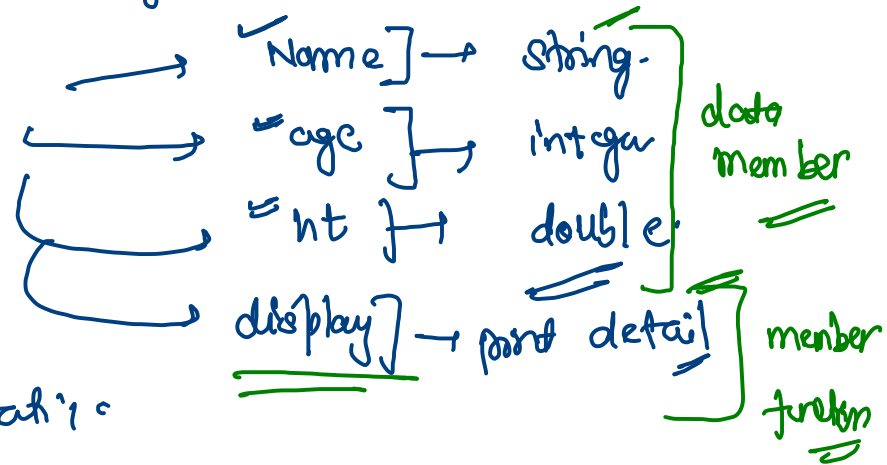 Name] → string.
age] → integer
ht} → double.
data
member
display] → print detail
member
function